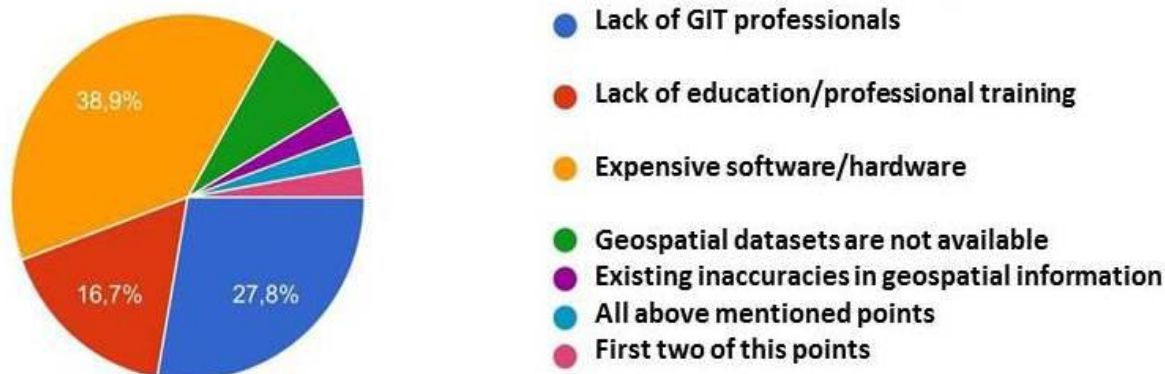 38,9%
16,7%
27,8%
Lack of GIT professionals
Lack of education/professional training
Expensive software/hardware
Geospatial datasets are not available
Existing inaccuracies in geospatial information
All above mentioned points
First two of this points